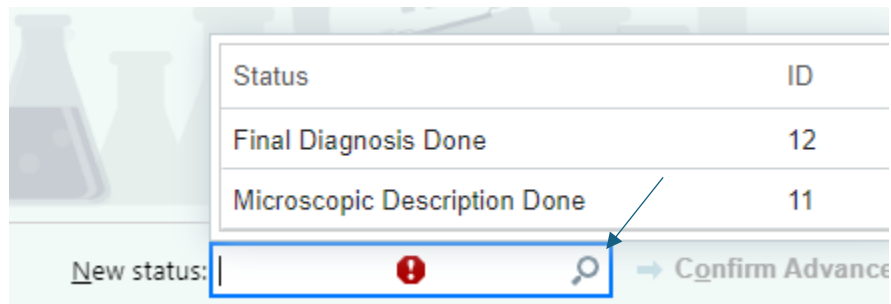 Status ID
Final Diagnosis Done 12
Microscopic Description Done 11
New status: Confirm Advance